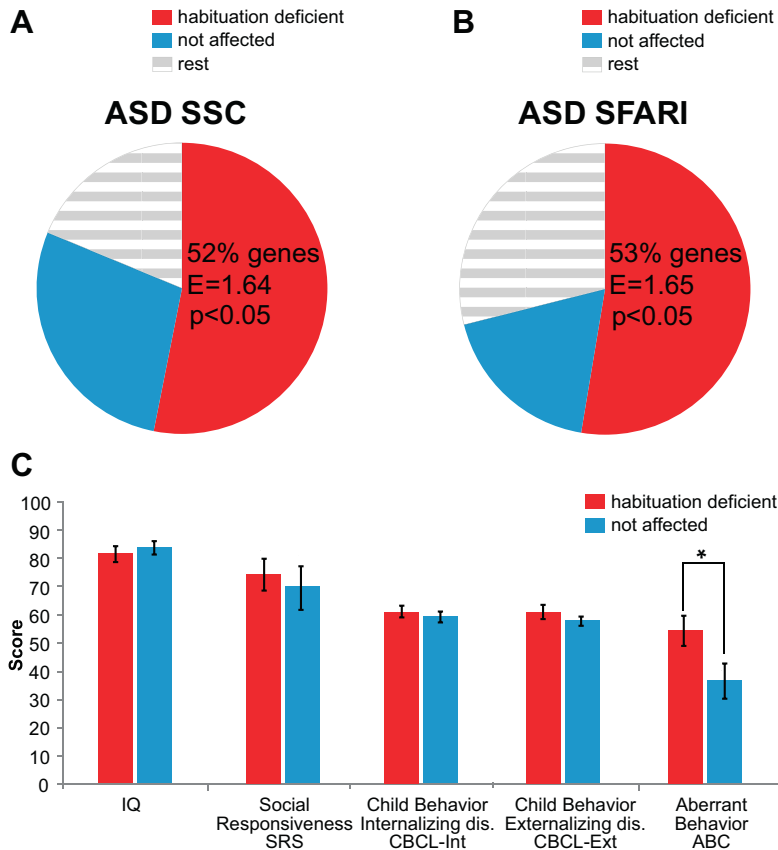 A
habituation deficient
not affected
rest
ASD SSC
52% genes
E=1.64
p<0.05
B
habituation deficient
not affected
rest
ASD SFARI
53% genes
E=1.65
p<0.05
C
habituation deficient
not affected
Score
100
90
80
70
60
50
40
30
20
10
0
*
IQ
Social
Responsiveness
SRS
Child Behavior
Internalizing dis.
CBCL-Int
Child Behavior
Externalizing dis.
CBCL-Ext
Aberrant
Behavior
ABC